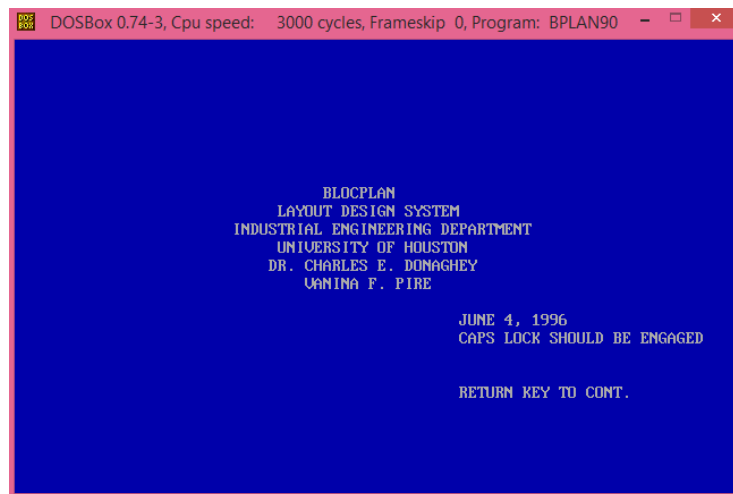 DOSBox 0.74-3, Cpu speed: 3000 cycles, Frameskip 0, Program: BPLAN90
BLOCPLAN
LAYOUT DESIGN SYSTEM
INDUSTRIAL ENGINEERING DEPARTMENT
UNIVERSITY OF HOUSTON
DR. CHARLES E. DONAGHEY
VANINA F. PIRE
JUNE 4, 1996
CAPS LOCK SHOULD BE ENGAGED
RETURN KEY TO CONT.